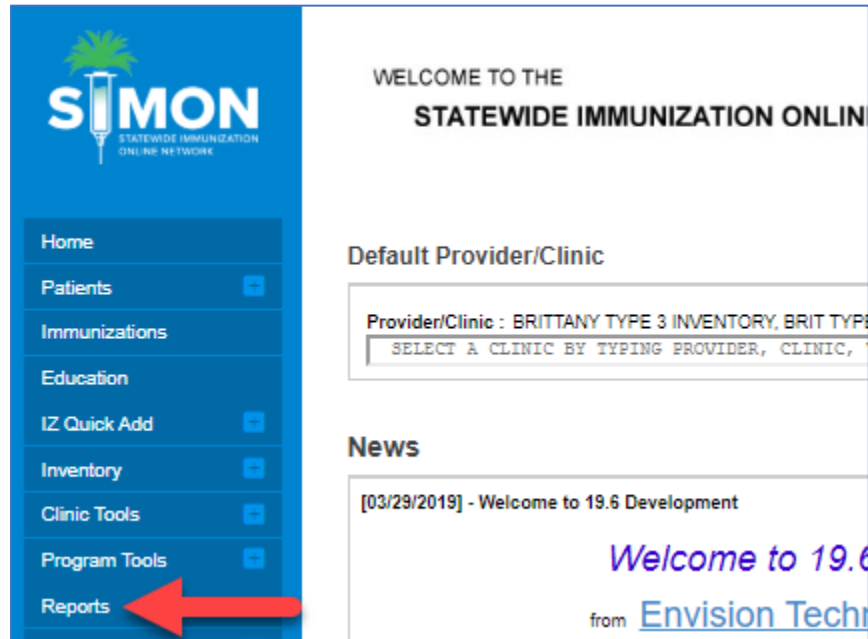 SIMON
STATEWIDE IMMUNIZATION
ONLINE NETWORK
Home
Patients
Immunizations
Education
IZ Quick Add
Inventory
Clinic Tools
Program Tools
Reports
WELCOME TO THE
STATEWIDE IMMUNIZATION ONLIN
Default Provider/Clinic
Provider/Clinic : BRITTANY TYPE 3 INVENTORY, BRIT TYPE
SELECT A CLINIC BY TYPING PROVIDER, CLINIC,
News
[03/29/2019] - Welcome to 19.6 Development
Welcome to 19.6
from Envision Techn